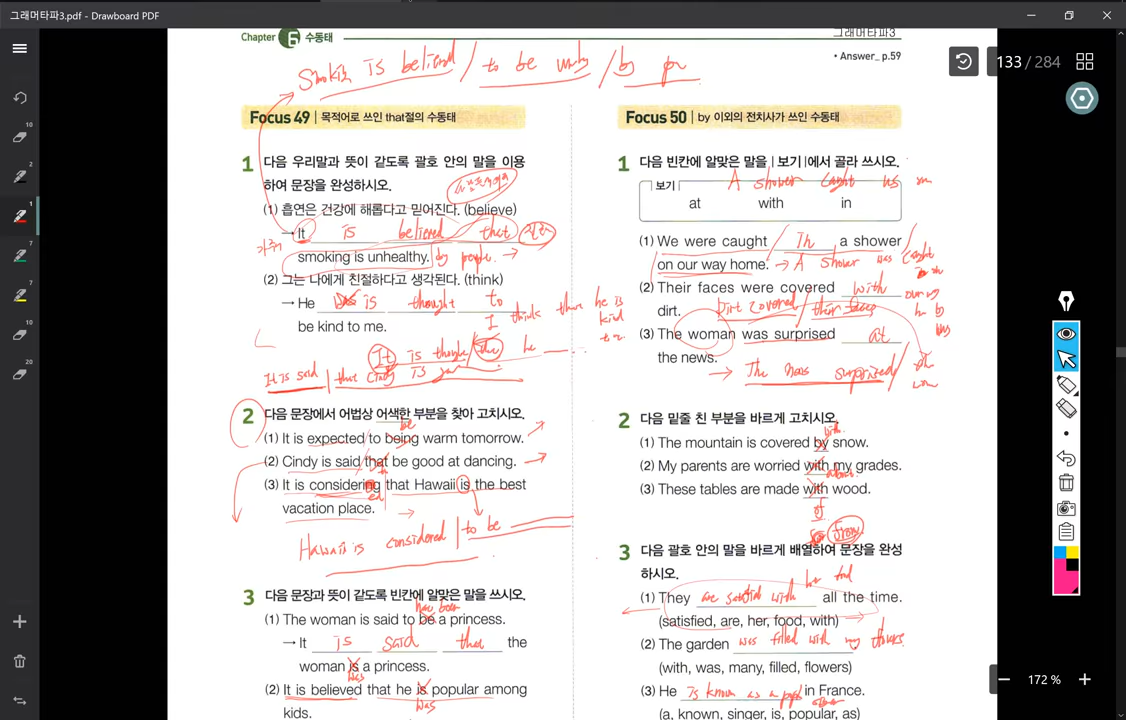 그래머타파3.pdf - Drawboard PDF
133 / 284
Chapter 6 수동태
그래머타파3
• Answer_ p.59
Smoking is believed / to be / by
Focus 49 | 목적어로 쓰인 that절의 수동태
1 다음 우리말과 뜻이 같도록 괄호 안의 말을 이용
하여 문장을 완성하시오.
(1) 흡연은 건강에 해롭다고 믿어진다. (believe)
→ It is believed that
smoking is unhealthy. by people.
(2) 그는 나에게 친절하다고 생각된다. (think)
→ He is thought to
be kind to me.
I think that he is
kind
It is thought that he
It is said that Cindy is
2 다음 문장에서 어법상 어색한 부분을 찾아 고치시오.
be
(1) It is expected to being warm tomorrow.
(2) Cindy is said that be good at dancing.
(3) It is considering that Hawaii is the best
ed
vacation place.
Hawaii is considered to be
3 다음 문장과 뜻이 같도록 빈칸에 알맞은 말을 쓰시오.
have been
(1) The woman is said to be a princess.
→ It is said that the
woman is a princess.
was
(2) It is believed that he is popular among
was
kids.
Focus 50 | by 이외의 전치사가 쓰인 수동태
1 다음 빈칸에 알맞은 말을 | 보기 |에서 골라 쓰시오.
A shower caught us
보기
at with in
(1) We were caught In a shower
on our way home. → A shower was caught
(2) Their faces were covered with
dirt. Dirt covered their faces
(3) The woman was surprised at
the news.
→ The news surprised
2 다음 밑줄 친 부분을 바르게 고치시오.
with
(1) The mountain is covered by snow.
(2) My parents are worried with my grades.
about
(3) These tables are made with wood.
of
from
3 다음 괄호 안의 말을 바르게 배열하여 문장을 완성
하시오.
her food
(1) They are satisfied with all the time.
(satisfied, are, her, food, with)
(2) The garden was filled with many flowers
(with, was, many, filled, flowers)
(3) He is known as a popular in France.
singer
(a, known, singer, is, popular, as)
172 %